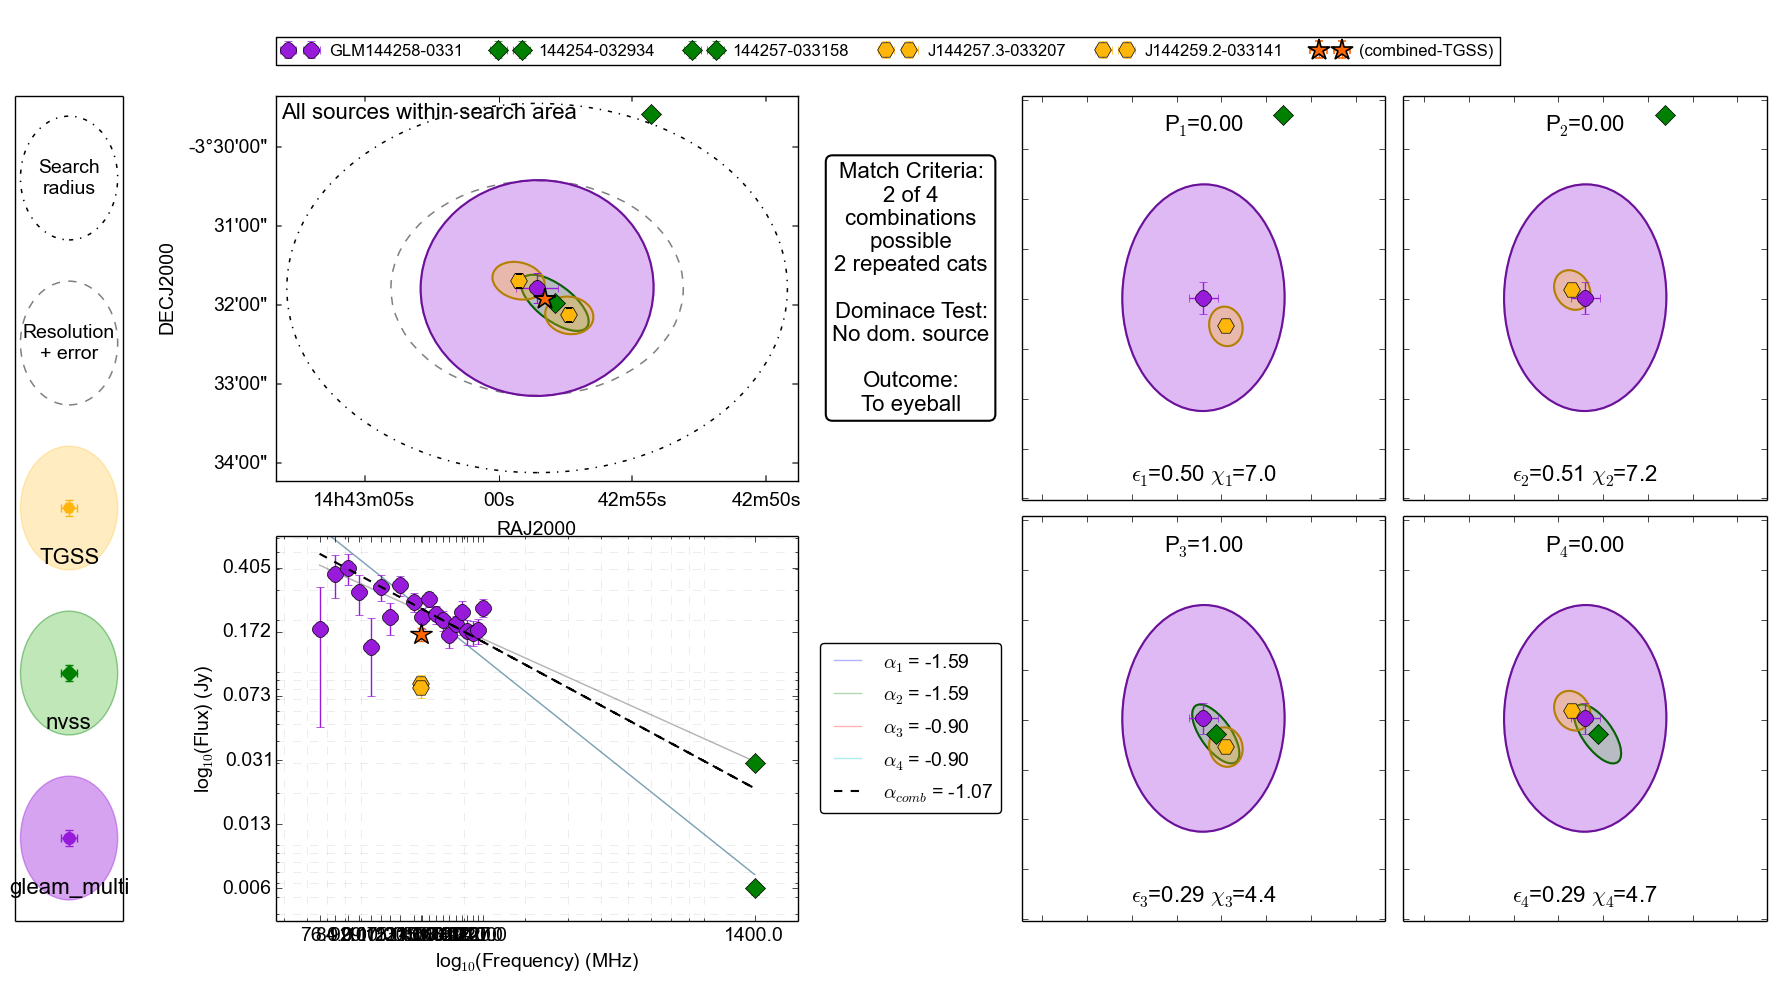 GLM144258-0331 144254-032934 144257-033158 J144257.3-033207 J144259.2-033141 (combined-TGSS)
Search
radius
Resolution
+ error
TGSS
nvss
gleam_multi
All sources within search area
-3°30'00"
31'00"
32'00"
33'00"
34'00"
DECJ2000
14h43m05s 00s 42m55s 42m50s
RAJ2000
Match Criteria:
2 of 4
combinations
possible
2 repeated cats
Dominace Test:
No dom. source
Outcome:
To eyeball
P1=0.00
ϵ1=0.50 χ1=7.0
P2=0.00
ϵ2=0.51 χ2=7.2
P3=1.00
ϵ3=0.29 χ3=4.4
P4=0.00
ϵ4=0.29 χ4=4.7
0.405
0.172
0.073
0.031
0.013
0.006
log10(Flux) (Jy)
1400.0
log10(Frequency) (MHz)
α1 = -1.59
α2 = -1.59
α3 = -0.90
α4 = -0.90
αcomb = -1.07